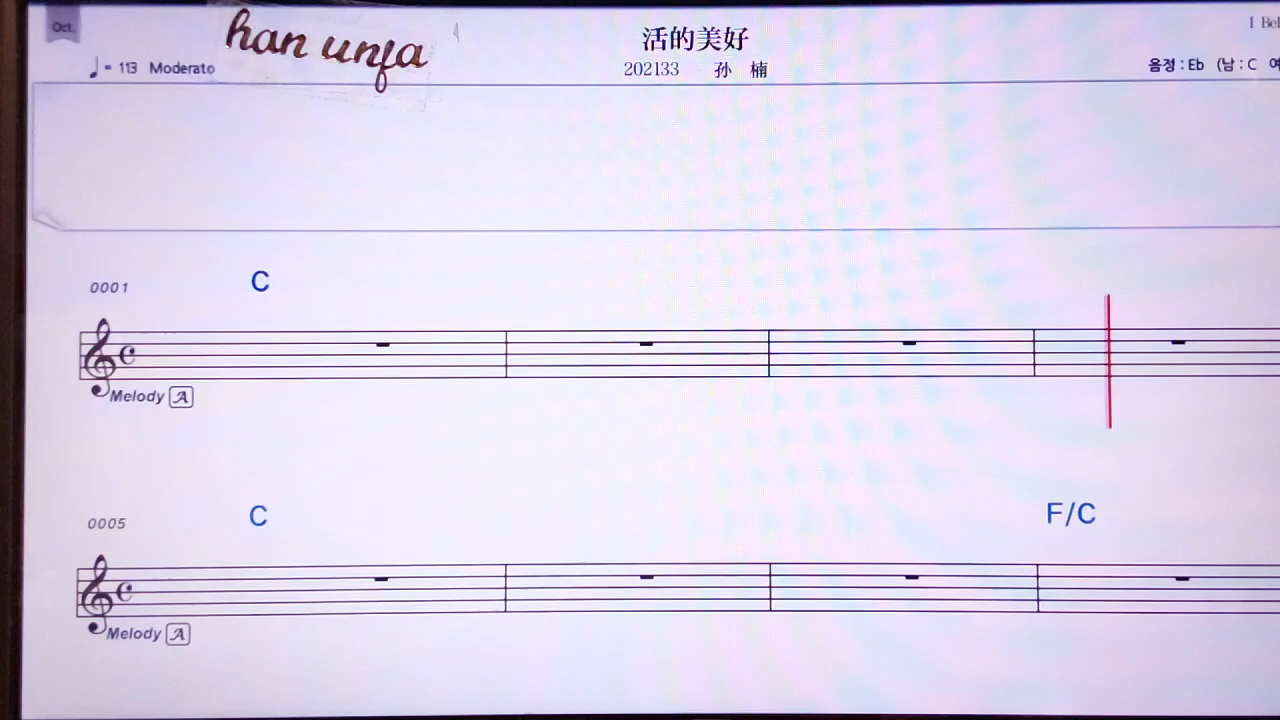 Oct.
han unfa
活的美好
I Bel
♩= 113 Moderato
202133 孙 楠
음정 : Eb (남 : C 여
0001
C
Melody A
0005
C
F/C
Melody A